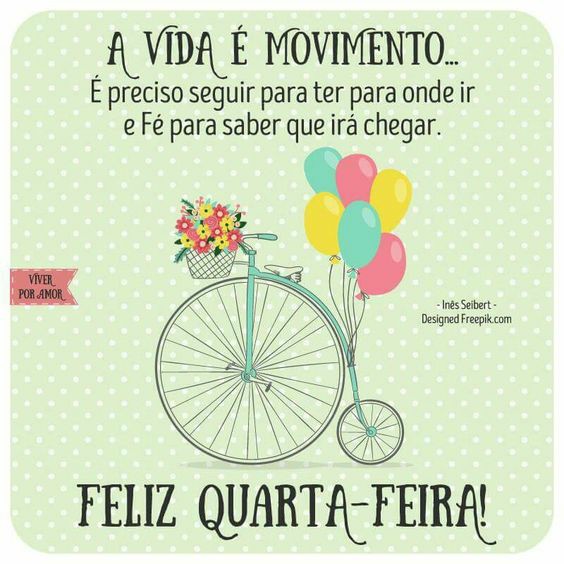 A VIDA É MOVIMENTO...
É preciso seguir para ter para onde ir
e Fé para saber que irá chegar.
VIVER
POR AMOR
- Inês Seibert -
Designed Freepik.com
FELIZ QUARTA-FEIRA!